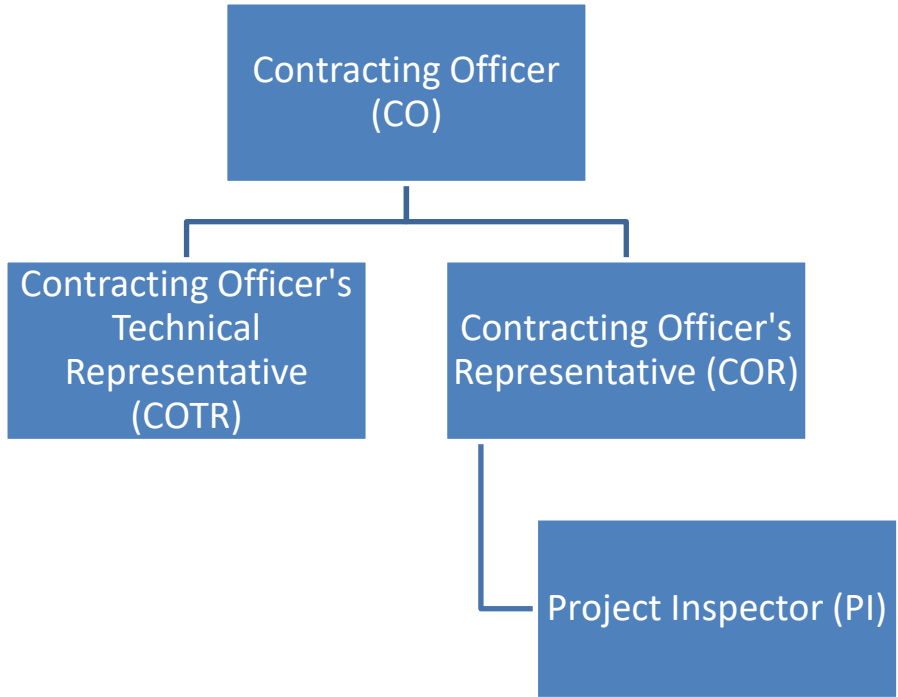 Contracting Officer
(CO)
Contracting Officer's
Technical
Representative
(COTR)
Contracting Officer's
Representative (COR)
Project Inspector (PI)